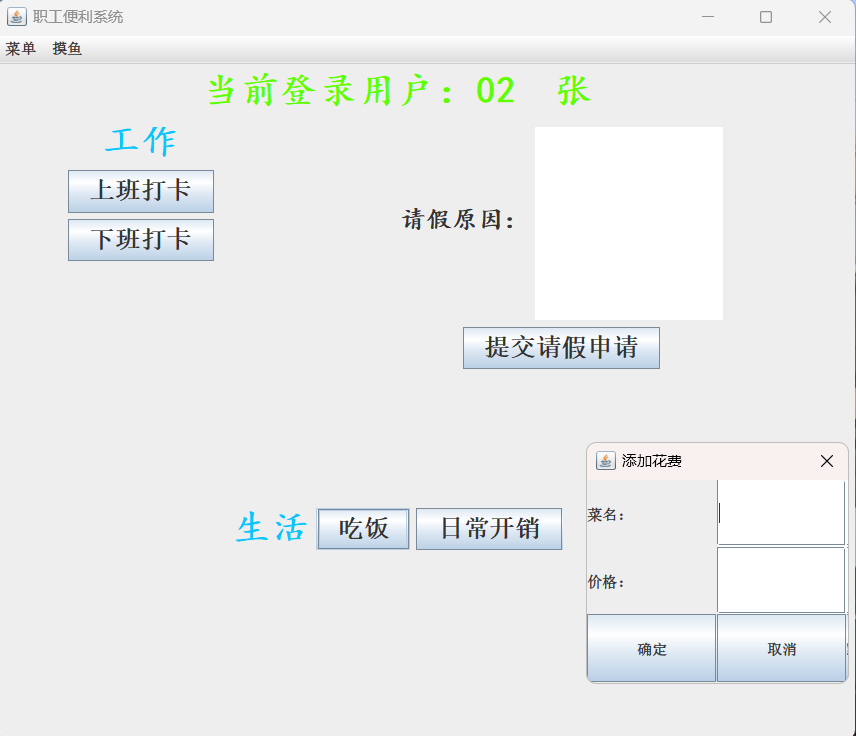 职工便利系统
菜单 摸鱼
当前登录用户：02 张
工作
上班打卡
下班打卡
请假原因：
提交请假申请
生活 吃饭 日常开销
添加花费
菜名：
价格：
确定 取消